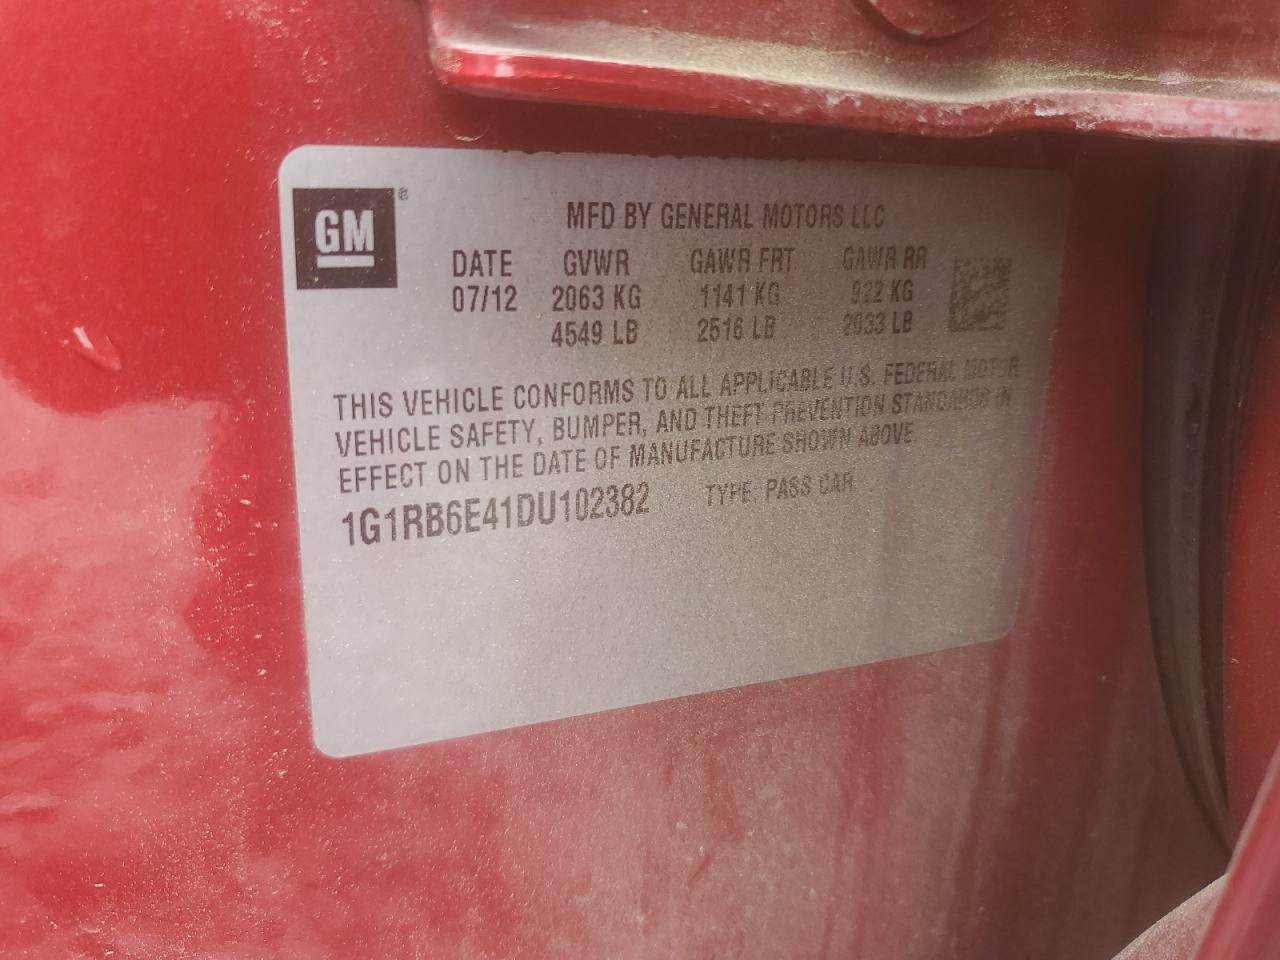 GM ®
MFD BY GENERAL MOTORS LLC
DATE GVWR GAWR FRT GAWR RR
07/12 2063 KG 1141 KG 922 KG
4549 LB 2516 LB 2033 LB
THIS VEHICLE CONFORMS TO ALL APPLICABLE U.S. FEDERAL MOTOR
VEHICLE SAFETY, BUMPER, AND THEFT PREVENTION STANDARDS IN
EFFECT ON THE DATE OF MANUFACTURE SHOWN ABOVE.
1G1RB6E41DU102382 TYPE: PASS CAR